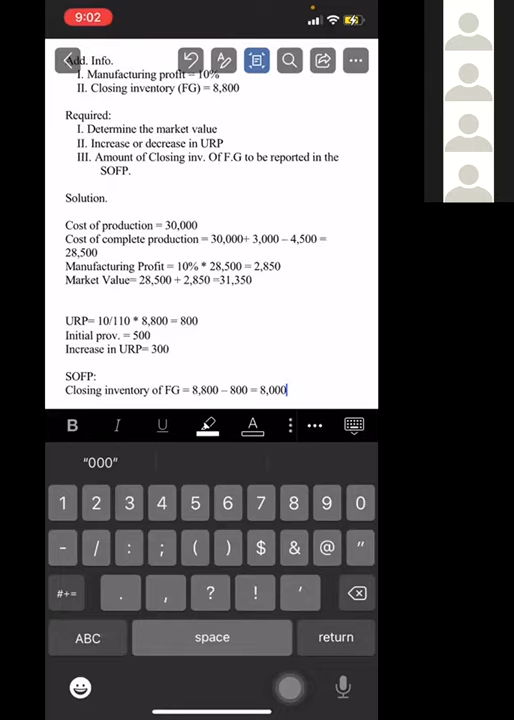 9:02
Add. Info.
I. Manufacturing profit = 10%
II. Closing inventory (FG) = 8,800
Required:
I. Determine the market value
II. Increase or decrease in URP
III. Amount of Closing inv. Of F.G to be reported in the
SOFP.
Solution.
Cost of production = 30,000
Cost of complete production = 30,000+ 3,000 – 4,500 =
28,500
Manufacturing Profit = 10% * 28,500 = 2,850
Market Value= 28,500 + 2,850 =31,350
URP= 10/110 * 8,800 = 800
Initial prov. = 500
Increase in URP= 300
SOFP:
Closing inventory of FG = 8,800 – 800 = 8,000
B I U A
“000”
1 2 3 4 5 6 7 8 9 0
- / : ; ( ) $ & @ "
#+= . , ? ! '
ABC space return